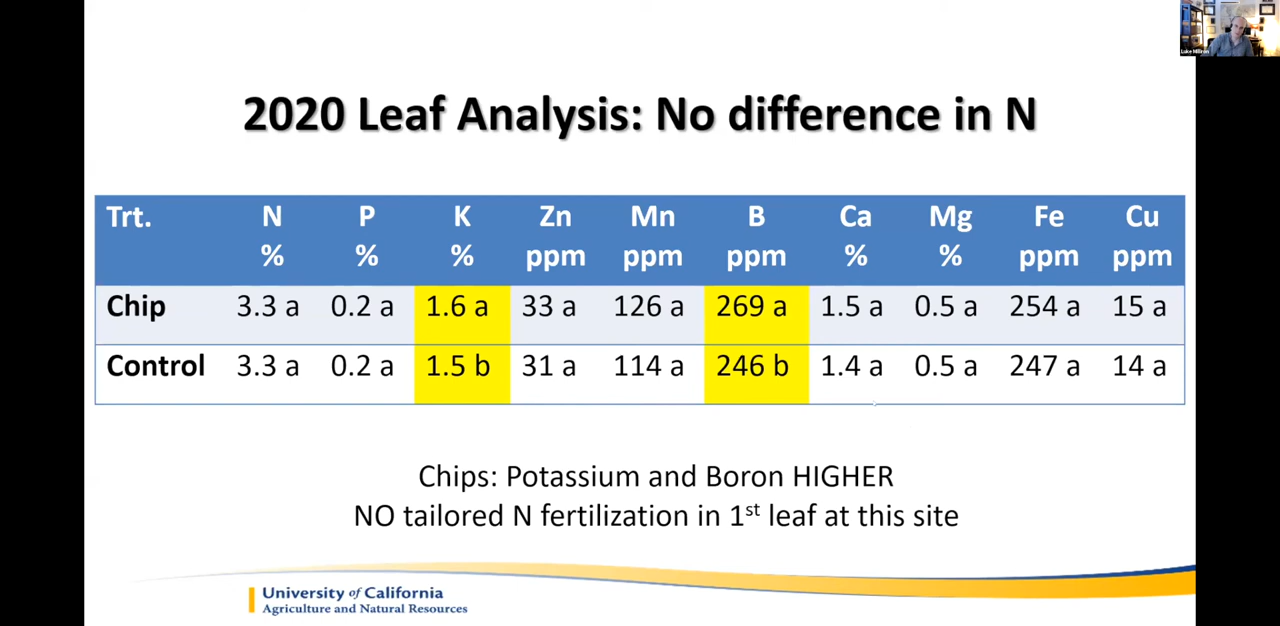 Luke Milliron
2020 Leaf Analysis: No difference in N
Trt. N P K Zn Mn B Ca Mg Fe Cu
% % % ppm ppm ppm % % ppm ppm
Chip 3.3 a 0.2 a 1.6 a 33 a 126 a 269 a 1.5 a 0.5 a 254 a 15 a
Control 3.3 a 0.2 a 1.5 b 31 a 114 a 246 b 1.4 a 0.5 a 247 a 14 a
Chips: Potassium and Boron HIGHER
NO tailored N fertilization in 1st leaf at this site
University of California
Agriculture and Natural Resources